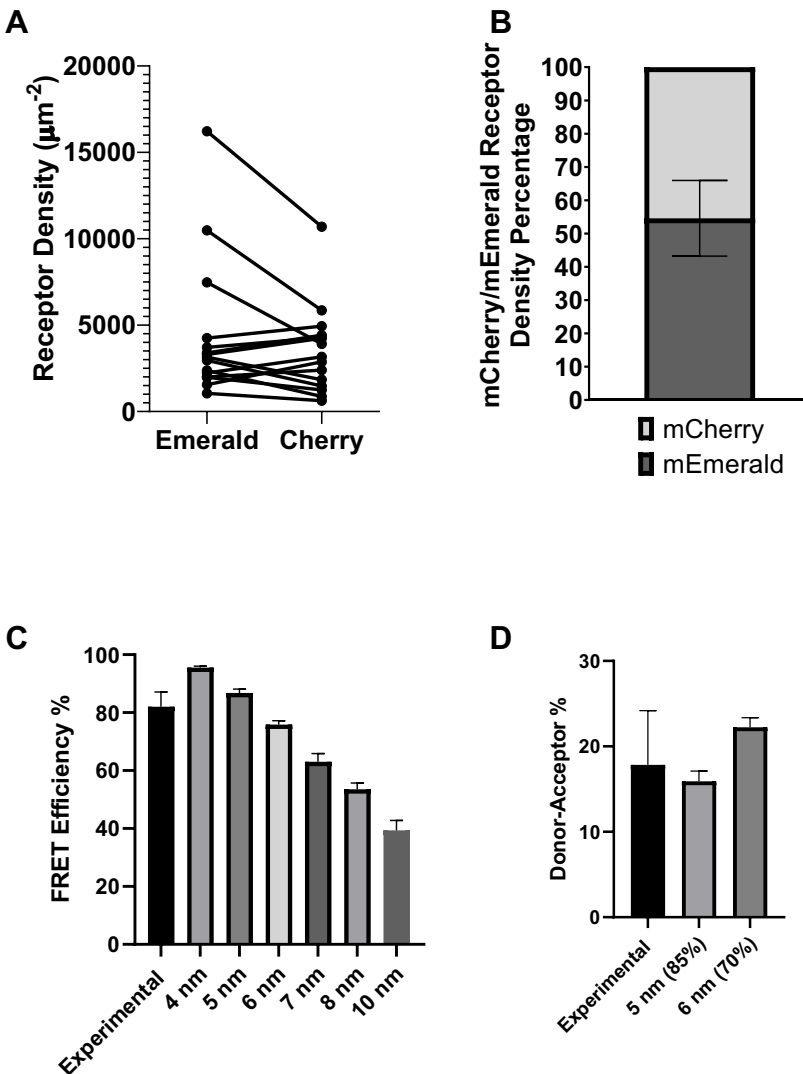 A
Receptor Density (μm-2)
20000
15000
10000
5000
0
Emerald Cherry
B
mCherry/mEmerald Receptor
Density Percentage
100
90
80
70
60
50
40
30
20
10
0
mCherry
mEmerald
C
FRET Efficiency %
100
80
60
40
20
0
Experimental
4 nm
5 nm
6 nm
7 nm
8 nm
10 nm
D
Donor-Acceptor %
30
20
10
0
Experimental
5 nm (85%)
6 nm (70%)